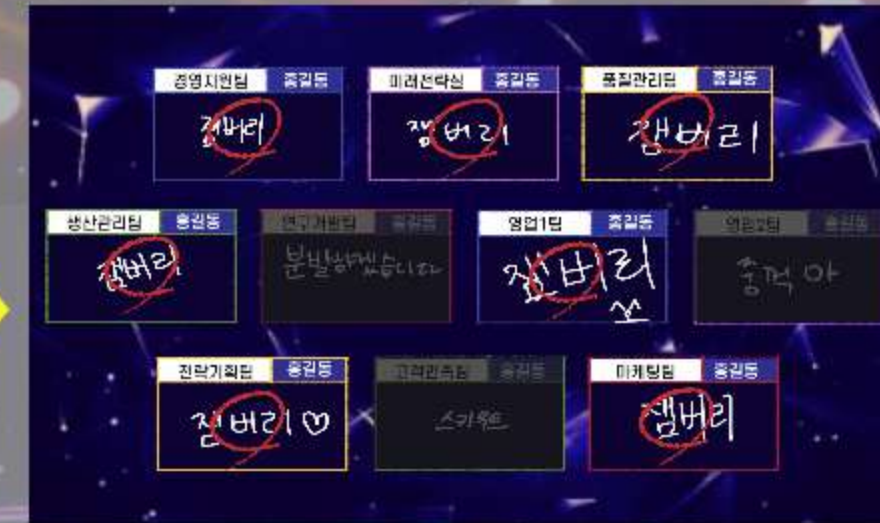 경영지원팀 홍길동
잼버리
미래전략실 홍길동
잼버리
품질관리팀 홍길동
잼버리
생산관리팀 홍길동
잼버리
연구개발팀 홍길동
분발하겠습니다
영업1팀 홍길동
잼버리
영업2팀 홍길동
중꺽마
전략기획팀 홍길동
잼버리♡
고객만족팀 홍길동
스카우트
마케팅팀 홍길동
잼버리